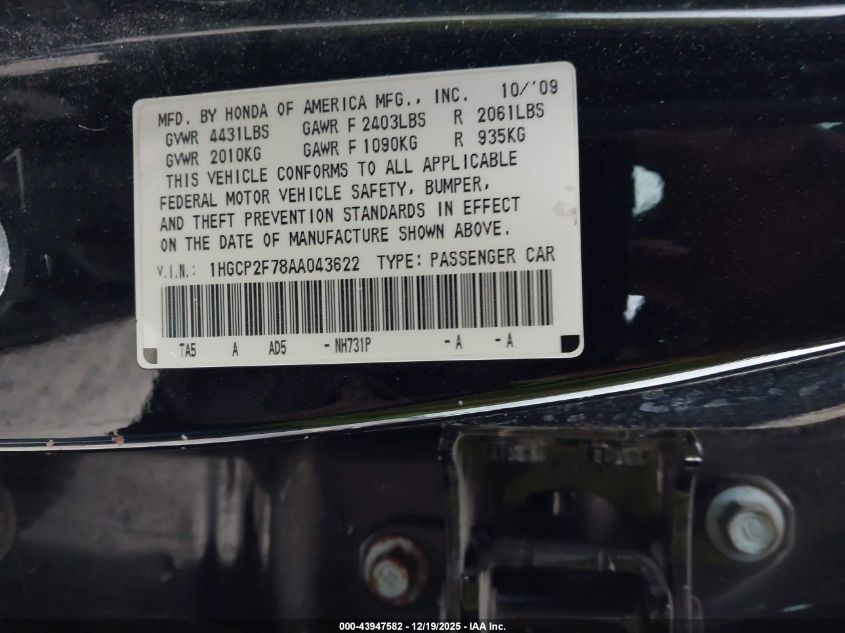 MFD. BY HONDA OF AMERICA MFG., INC. 10/'09
GVWR 4431LBS GAWR F 2403LBS R 2061LBS
GVWR 2010KG GAWR F 1090KG R 935KG
THIS VEHICLE CONFORMS TO ALL APPLICABLE
FEDERAL MOTOR VEHICLE SAFETY, BUMPER,
AND THEFT PREVENTION STANDARDS IN EFFECT
ON THE DATE OF MANUFACTURE SHOWN ABOVE.
V.I.N.: 1HGCP2F78AA043622 TYPE: PASSENGER CAR
TA5 A AD5 -NH731P -A -A
000-43947582 - 12/19/2025 - IAA Inc.